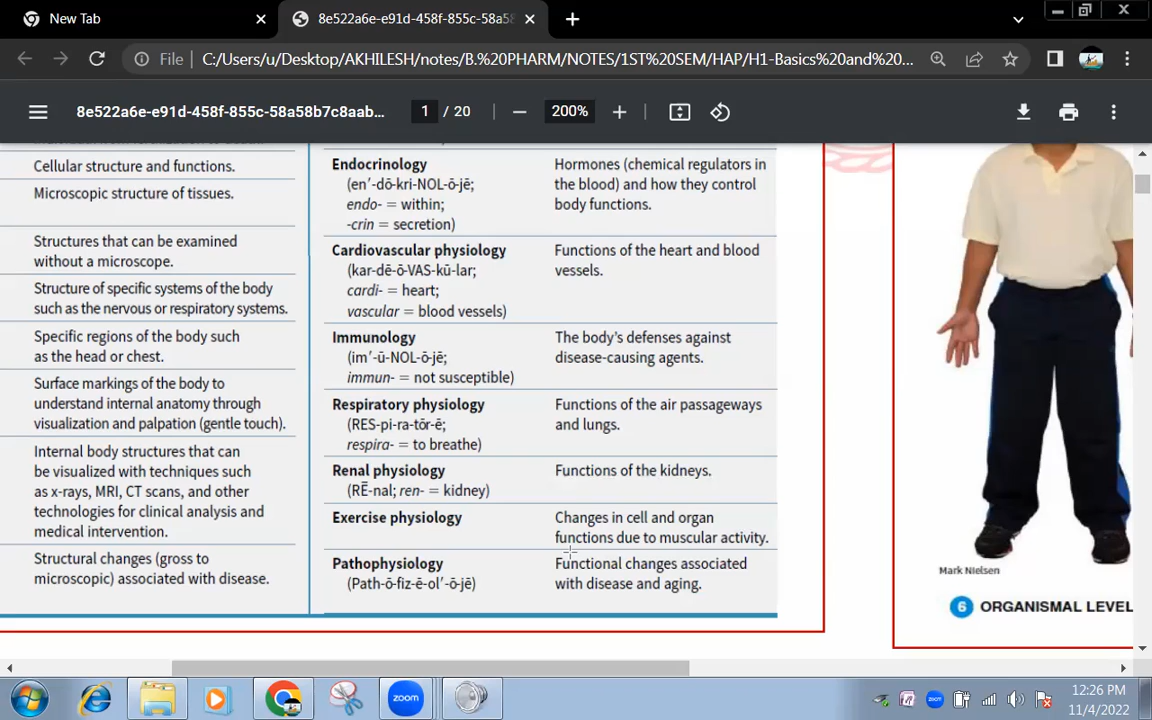 New Tab
8e522a6e-e91d-458f-855c-58a5
File C:/Users/u/Desktop/AKHILESH/notes/B.%20PHARM/NOTES/1ST%20SEM/HAP/H1-Basics%20and%20...
8e522a6e-e91d-458f-855c-58a58b7c8aab...
1 / 20
200%
Cellular structure and functions.
Microscopic structure of tissues.
Structures that can be examined
without a microscope.
Structure of specific systems of the body
such as the nervous or respiratory systems.
Specific regions of the body such
as the head or chest.
Surface markings of the body to
understand internal anatomy through
visualization and palpation (gentle touch).
Internal body structures that can
be visualized with techniques such
as x-rays, MRI, CT scans, and other
technologies for clinical analysis and
medical intervention.
Structural changes (gross to
microscopic) associated with disease.
Endocrinology
(en′-dō-kri-NOL-ō-jē;
endo- = within;
-crin = secretion)
Hormones (chemical regulators in
the blood) and how they control
body functions.
Cardiovascular physiology
(kar-dē-ō-VAS-kū-lar;
cardi- = heart;
vascular = blood vessels)
Functions of the heart and blood
vessels.
Immunology
(im′-ū-NOL-ō-jē;
immun- = not susceptible)
The body's defenses against
disease-causing agents.
Respiratory physiology
(RES-pi-ra-tōr-ē;
respira- = to breathe)
Functions of the air passageways
and lungs.
Renal physiology
(RĒ-nal; ren- = kidney)
Functions of the kidneys.
Exercise physiology
Changes in cell and organ
functions due to muscular activity.
Pathophysiology
(Path-ō-fiz-ē-ol′-ō-jē)
Functional changes associated
with disease and aging.
Mark Nielsen
6 ORGANISMAL LEVEL
zoom
12:26 PM
11/4/2022